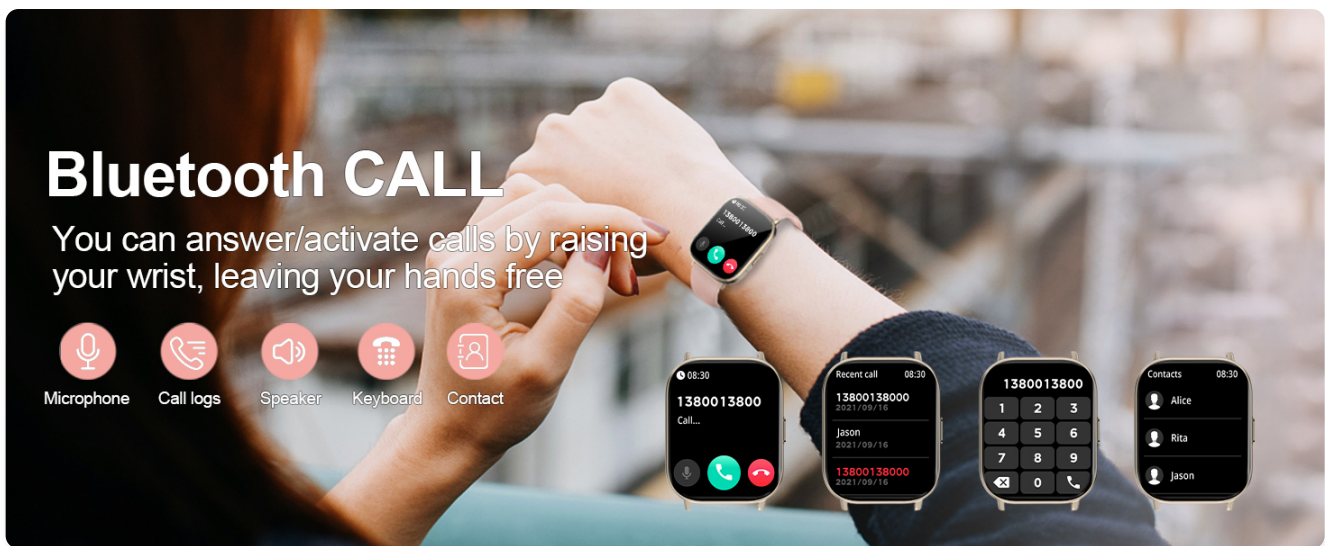 Bluetooth CALL
You can answer/activate calls by raising
your wrist, leaving your hands free
Microphone
Call logs
Speaker
Keyboard
Contact
1380013800
Call...
08:30
1380013800
Call...
Recent call 08:30
13800138000
2021/09/16
Jason
2021/09/16
13800138000
2021/09/16
1380013800
1 2 3
4 5 6
7 8 9
0
Contacts 08:30
Alice
Rita
Jason